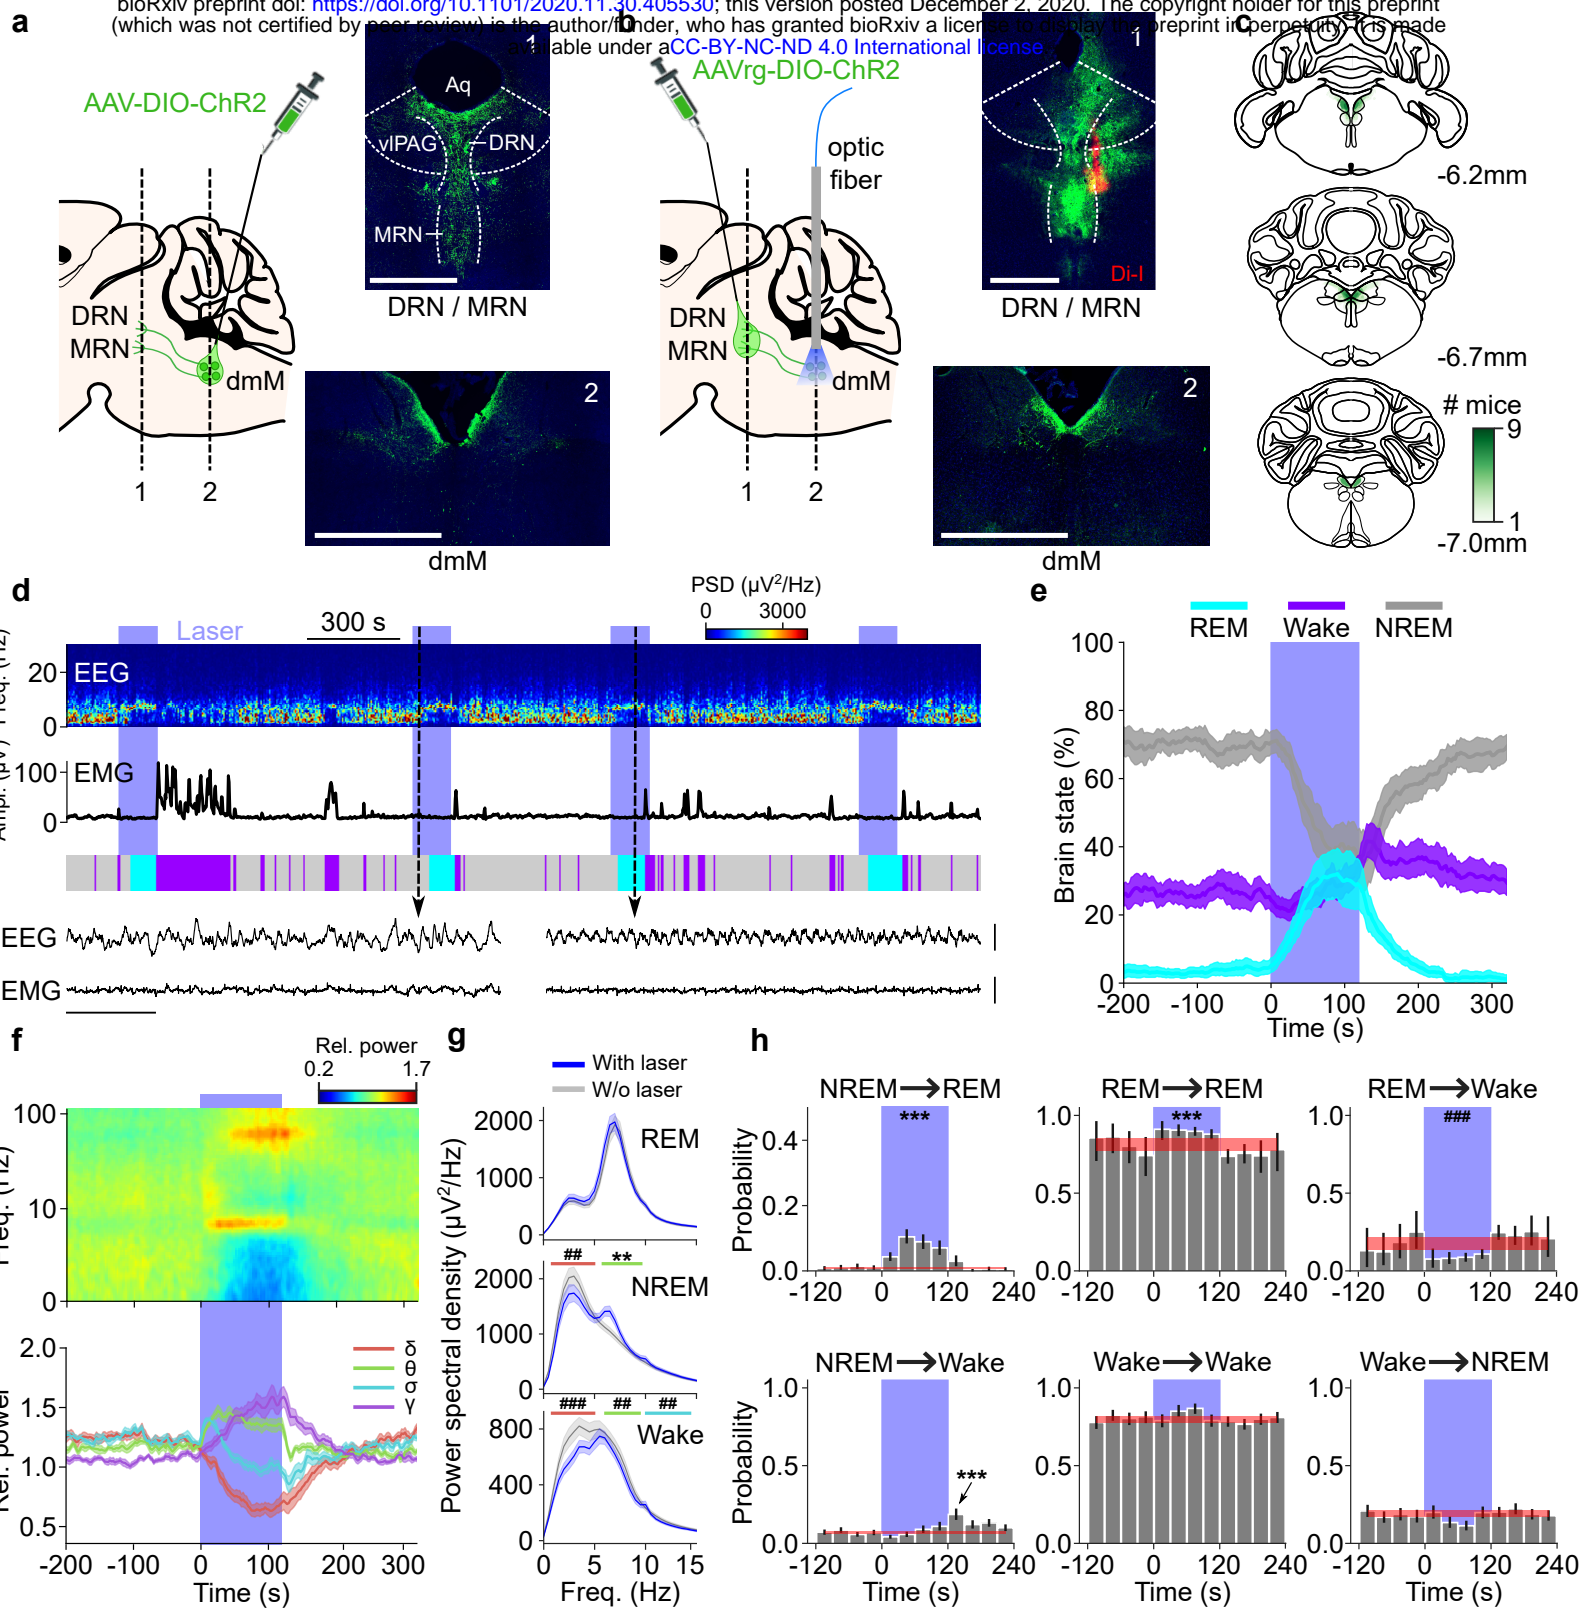 bioRxiv preprint doi: https://doi.org/10.1101/2020.11.30.405530; this version posted December 2, 2020. The copyright holder for this preprint
(which was not certified by peer review) is the author/funder, who has granted bioRxiv a license to display the preprint in perpetuity. It is made
available under aCC-BY-NC-ND 4.0 International license
a
AAV-DIO-ChR2
DRN
MRN
dmM
1
2
1
Aq
vlPAG
DRN
MRN
DRN / MRN
2
dmM
b
AAVrg-DIO-ChR2
optic
fiber
DRN
MRN
dmM
1
2
1
Di-I
DRN / MRN
2
dmM
c
-6.2mm
-6.7mm
# mice
9
1
-7.0mm
d
PSD (µV²/Hz)
0 3000
Laser
300 s
Freq. (Hz)
20
0
EEG
Ampl. (µV)
100
0
EMG
EEG
EMG
e
REM Wake NREM
Brain state (%)
100
80
60
40
20
0
-200 -100 0 100 200 300
Time (s)
f
Rel. power
0.2 1.7
Freq. (Hz)
100
10
0
Rel. power
2.0
1.5
1.0
0.5
δ
θ
σ
γ
-200 -100 0 100 200 300
Time (s)
g
With laser
W/o laser
Power spectral density (µV²/Hz)
REM
2000
1000
0
## **
NREM
2000
1000
0
### ## ##
Wake
800
400
0
0 5 10 15
Freq. (Hz)
h
NREM→REM
***
Probability
0.4
0.2
0.0
-120 0 120 240
REM→REM
***
1.0
0.5
0.0
-120 0 120 240
REM→Wake
###
1.0
0.5
0.0
-120 0 120 240
NREM→Wake
***
Probability
1.0
0.5
0.0
-120 0 120 240
Time (s)
Wake→Wake
1.0
0.5
0.0
-120 0 120 240
Time (s)
Wake→NREM
1.0
0.5
0.0
-120 0 120 240
Time (s)